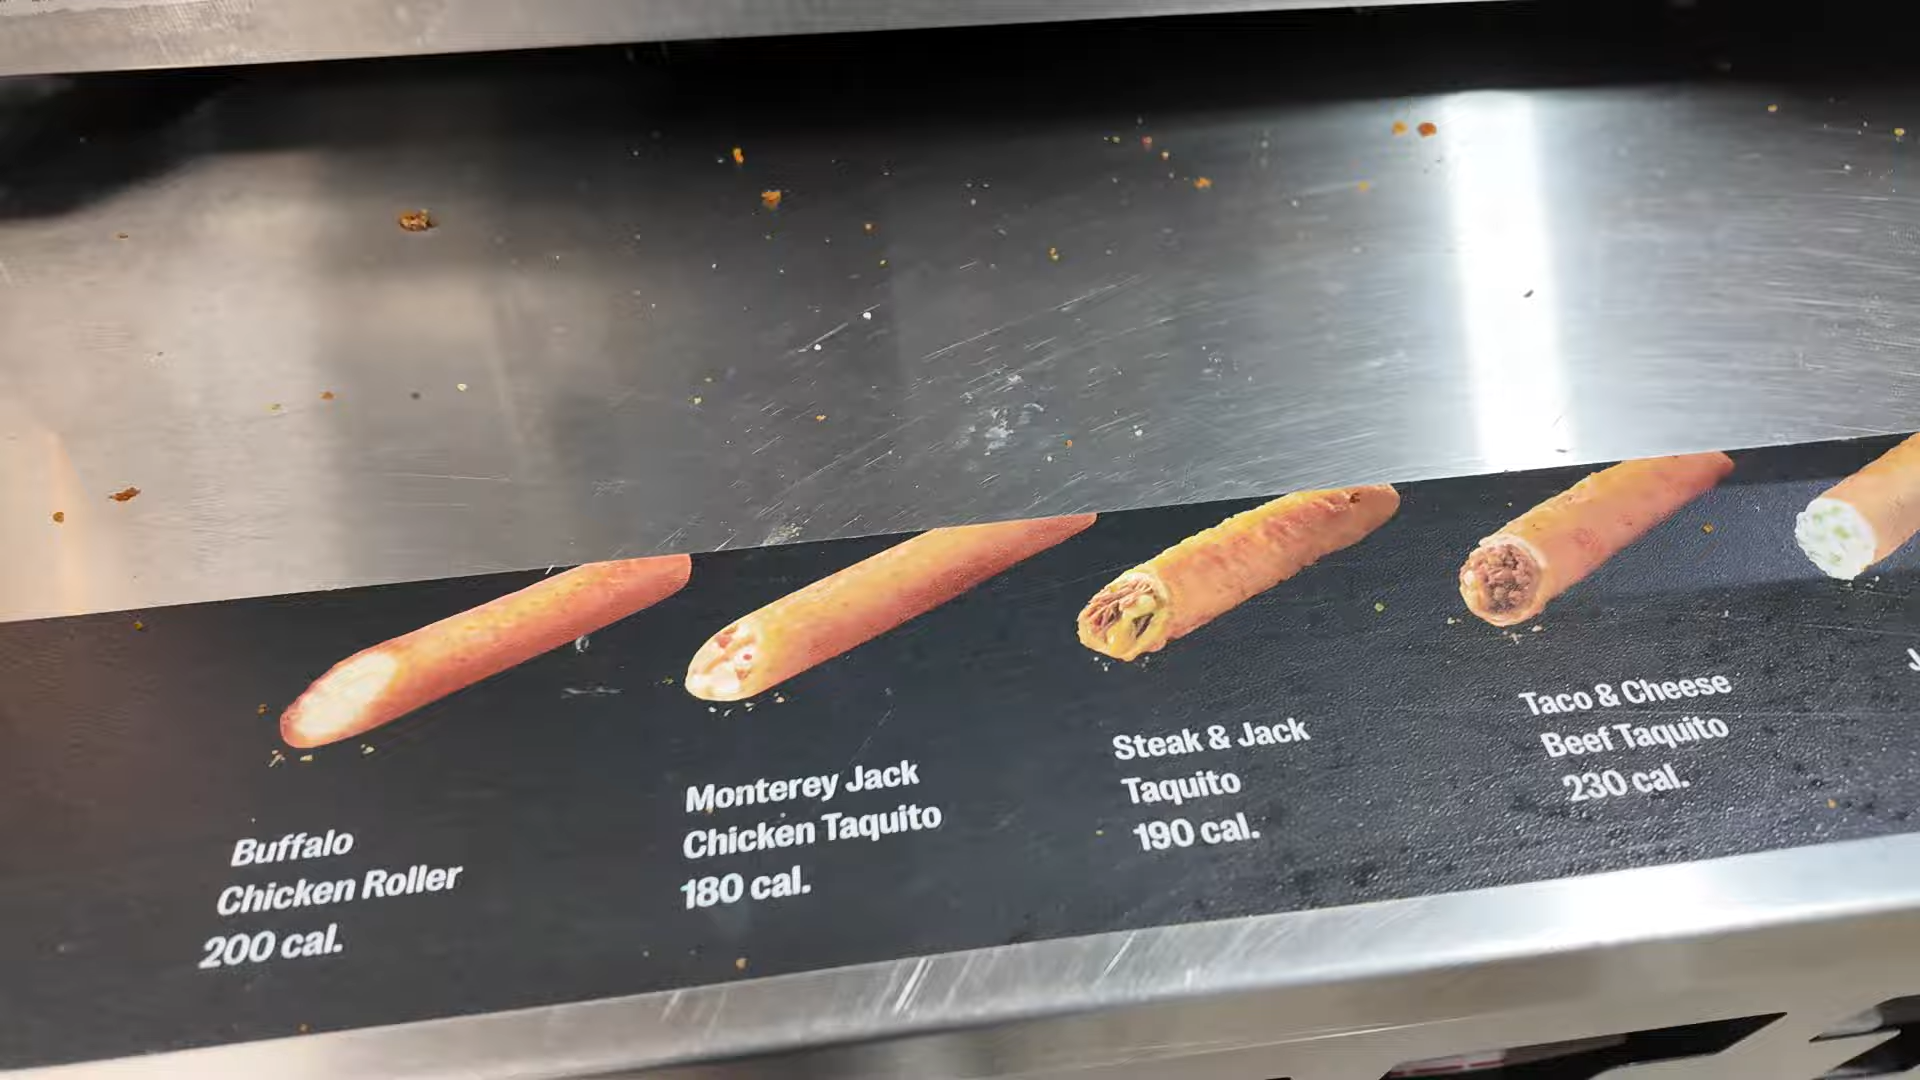 Buffalo
Chicken Roller
200 cal.
Monterey Jack
Chicken Taquito
180 cal.
Steak & Jack
Taquito
190 cal.
Taco & Cheese
Beef Taquito
230 cal.